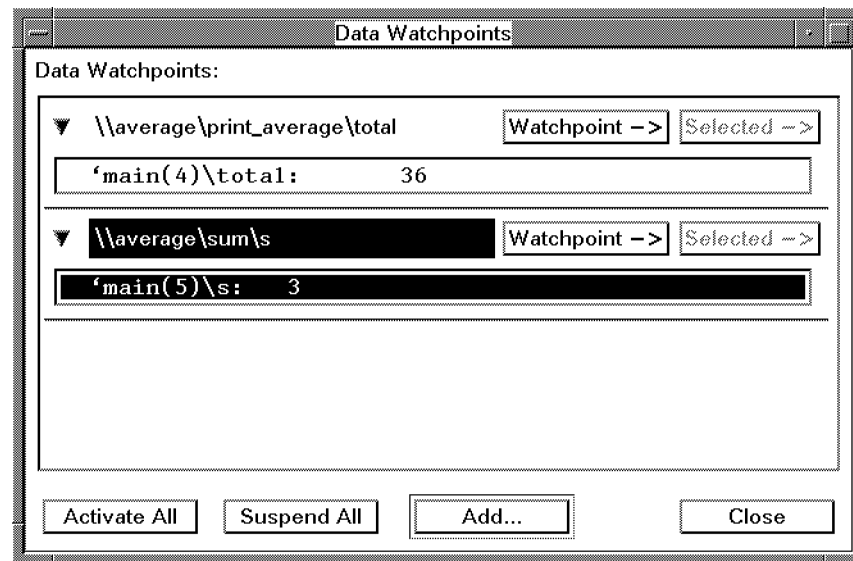 Data Watchpoints
Data Watchpoints:
\\average\print_average\total Watchpoint –> Selected –>
‘main(4)\total: 36
\\average\sum\s Watchpoint –> Selected –>
‘main(5)\s: 3
Activate All Suspend All Add... Close